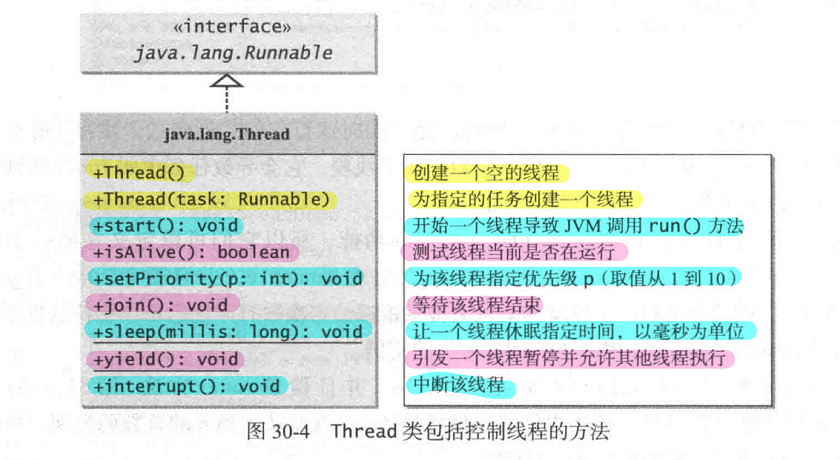 «interface»
java.lang.Runnable
java.lang.Thread
+Thread() 创建一个空的线程
+Thread(task: Runnable) 为指定的任务创建一个线程
+start(): void 开始一个线程导致 JVM 调用 run() 方法
+isAlive(): boolean 测试线程当前是否在运行
+setPriority(p: int): void 为该线程指定优先级 p（取值从 1 到 10）
+join(): void 等待该线程结束
+sleep(millis: long): void 让一个线程休眠指定时间，以毫秒为单位
+yield(): void 引发一个线程暂停并允许其他线程执行
+interrupt(): void 中断该线程
图 30-4 Thread 类包括控制线程的方法